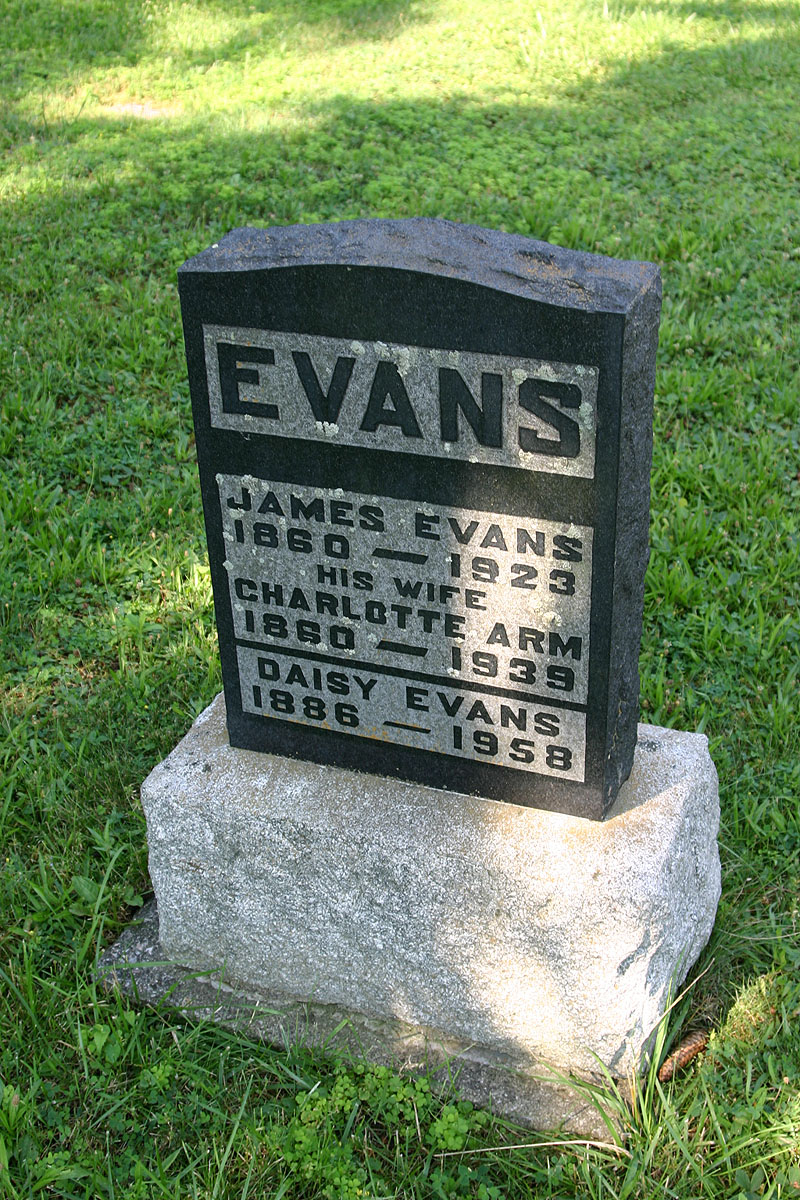 EVANS
JAMES EVANS
1860 — 1923
HIS WIFE
CHARLOTTE ARM
1860 — 1939
DAISY EVANS
1886 — 1958